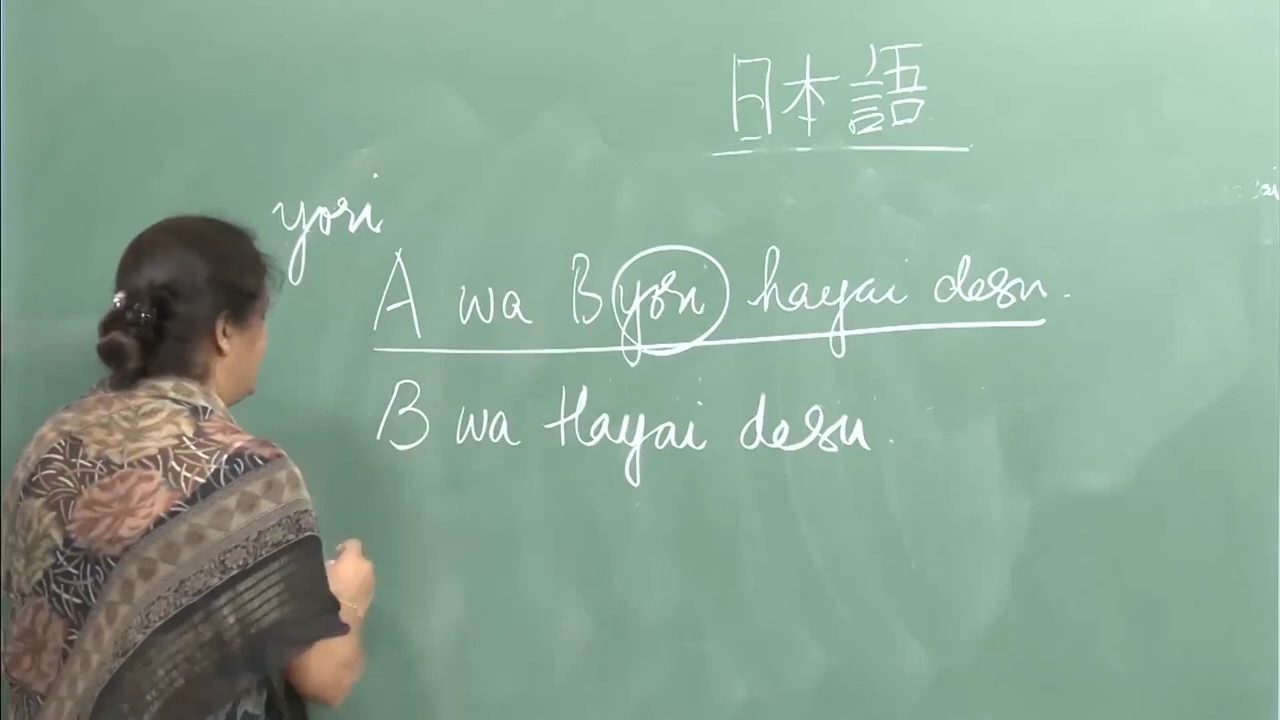 日本語
yori
A wa B yori hayai desu.
B wa Hayai desu.